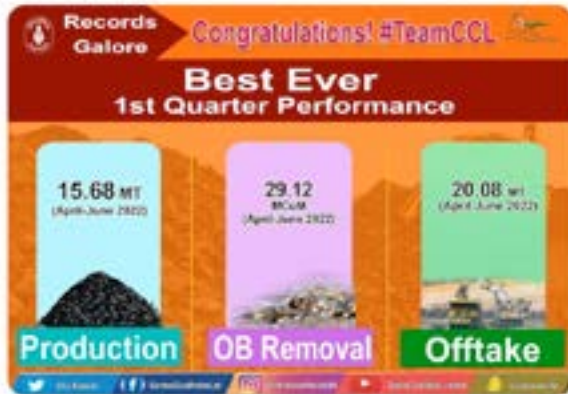 Records
Galore
Congratulations! #TeamCCL
Best Ever
1st Quarter Performance
15.68 MT
(April-June 2022)
29.12
MCuM
(April-June 2022)
20.08 MT
(April-June 2022)
Production
OB Removal
Offtake